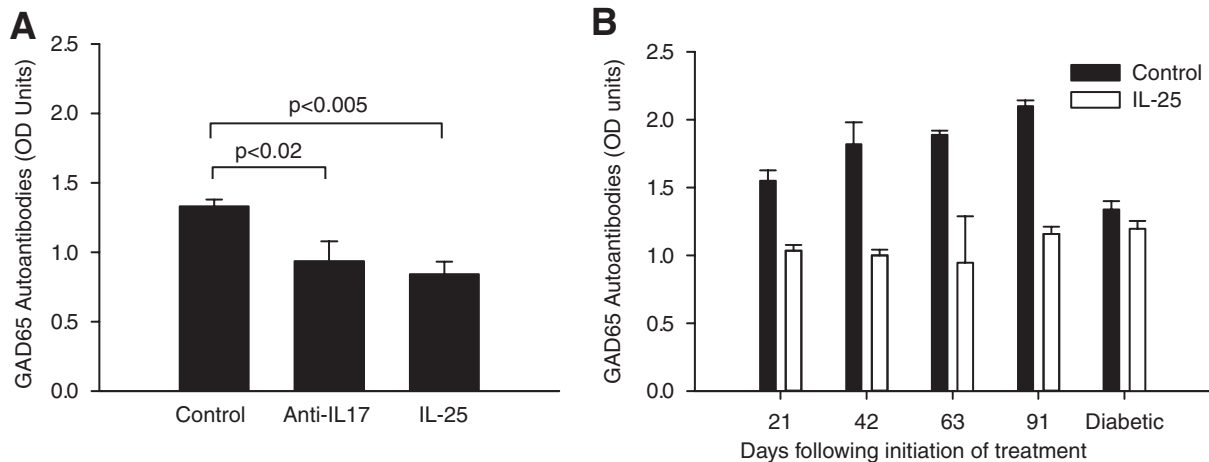 A
GAD65 Autoantibodies (OD Units)
2.5
2.0
1.5
1.0
0.5
0.0
p<0.005
p<0.02
Control
Anti-IL17
IL-25
B
GAD65 Autoantibodies (OD units)
2.5
2.0
1.5
1.0
0.5
0.0
Control
IL-25
21 42 63 91 Diabetic
Days following initiation of treatment